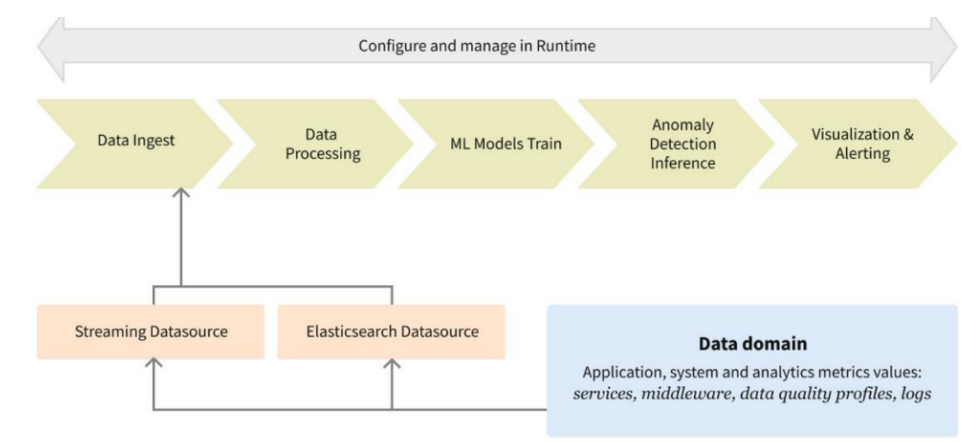 Configure and manage in Runtime
Data Ingest
Data
Processing
ML Models Train
Anomaly
Detection
Inference
Visualization &
Alerting
Streaming Datasource
Elasticsearch Datasource
Data domain
Application, system and analytics metrics values:
services, middleware, data quality profiles, logs